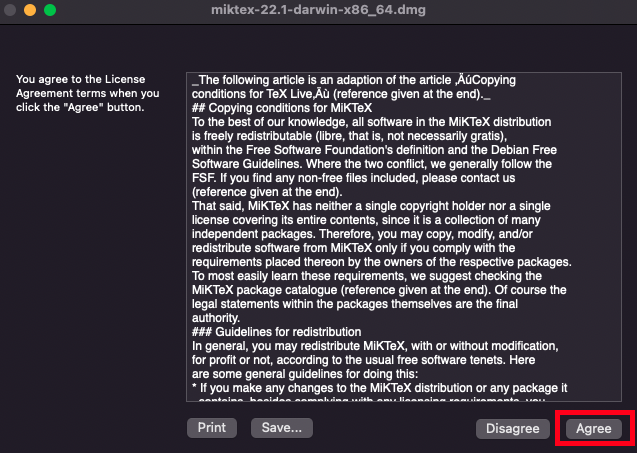 miktex-22.1-darwin-x86_64.dmg
You agree to the License
Agreement terms when you
click the "Agree" button.
_The following article is an adaption of the article ‚ÄúCopying
conditions for TeX Live‚Äù (reference given at the end)._
## Copying conditions for MiKTeX
To the best of our knowledge, all software in the MiKTeX distribution
is freely redistributable (libre, that is, not necessarily gratis),
within the Free Software Foundation's definition and the Debian Free
Software Guidelines. Where the two conflict, we generally follow the
FSF. If you find any non-free files included, please contact us
(reference given at the end).
That said, MiKTeX has neither a single copyright holder nor a single
license covering its entire contents, since it is a collection of many
independent packages. Therefore, you may copy, modify, and/or
redistribute software from MiKTeX only if you comply with the
requirements placed thereon by the owners of the respective packages.
To most easily learn these requirements, we suggest checking the
MiKTeX package catalogue (reference given at the end). Of course the
legal statements within the packages themselves are the final
authority.
### Guidelines for redistribution
In general, you may redistribute MiKTeX, with or without modification,
for profit or not, according to the usual free software tenets. Here
are some general guidelines for doing this:
* If you make any changes to the MiKTeX distribution or any package it
contains, besides complying with any licensing requirements, you
Print
Save...
Disagree
Agree